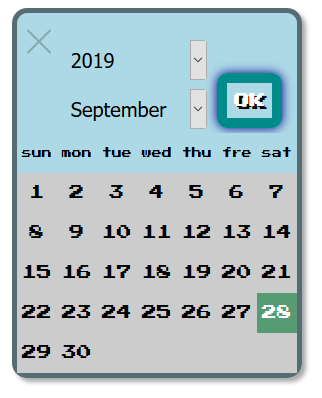 2019
September
OK
sun mon tue wed thu fre sat
1 2 3 4 5 6 7
8 9 10 11 12 13 14
15 16 17 18 19 20 21
22 23 24 25 26 27 28
29 30